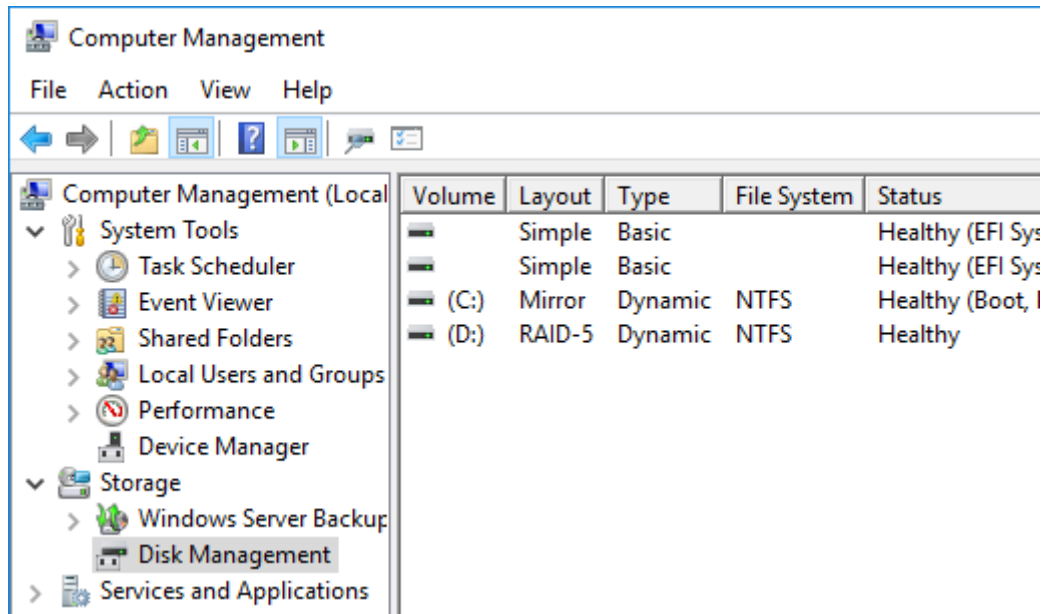 Computer Management
File Action View Help
Computer Management (Local
System Tools
Task Scheduler
Event Viewer
Shared Folders
Local Users and Groups
Performance
Device Manager
Storage
Windows Server Backup
Disk Management
Services and Applications
Volume Layout Type File System Status
Simple Basic Healthy (EFI Sys
Simple Basic Healthy (EFI Sys
(C:) Mirror Dynamic NTFS Healthy (Boot,
(D:) RAID-5 Dynamic NTFS Healthy